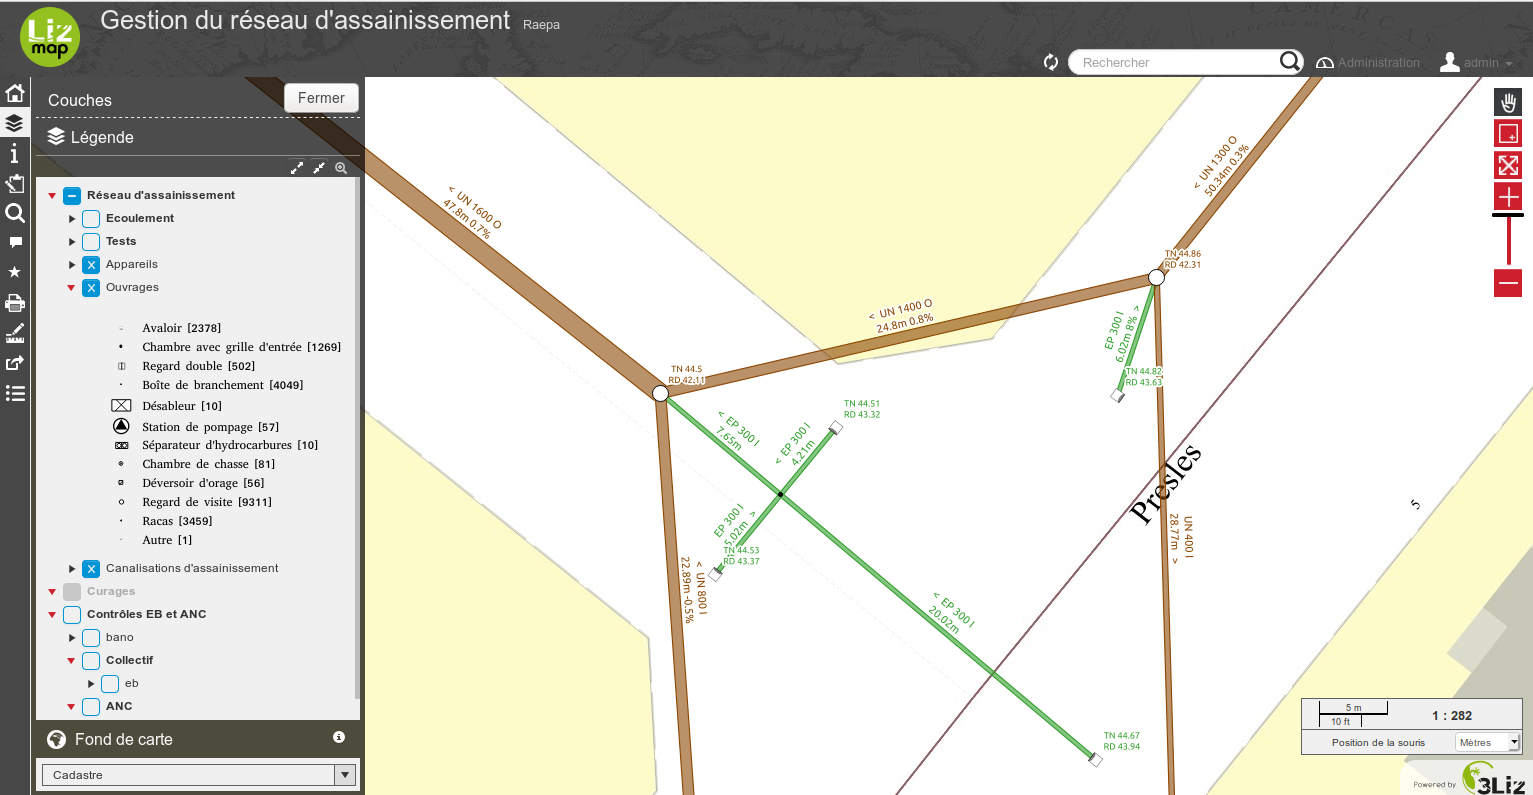 Liz
map
Gestion du réseau d'assainissement Raepa
Rechercher
Administration
admin
Couches
Fermer
Légende
Réseau d'assainissement
Ecoulement
Tests
Appareils
Ouvrages
Avaloir [2378]
Chambre avec grille d'entrée [1269]
Regard double [502]
Boîte de branchement [4049]
Désableur [10]
Station de pompage [57]
Séparateur d'hydrocarbures [10]
Chambre de chasse [81]
Déversoir d'orage [56]
Regard de visite [9311]
Racas [3459]
Autre [1]
Canalisations d'assainissement
Curages
Contrôles EB et ANC
bano
Collectif
eb
ANC
Fond de carte
Cadastre
< UN 1600 O
47.8m 0.7%
< UN 1300 O
50.34m 0.3%
TN 44.86
RD 42.31
< UN 1400 O
24.8m 0.8%
TN 44.5
RD 42.11
EP 300 I >
6.02m 8%
TN 44.82
RD 43.63
TN 44.51
RD 43.32
< EP 300 I
7.65m
< EP 300 I
4.21m
EP 300 I >
5.02m
TN 44.53
RD 43.37
Presles
5
UN 400 I
28.77m >
< UN 800 I
22.89m -0.5%
< EP 300 I
20.02m
TN 44.67
RD 43.94
5 m
10 ft
1 : 282
Position de la souris
Mètres
Powered by 3Liz